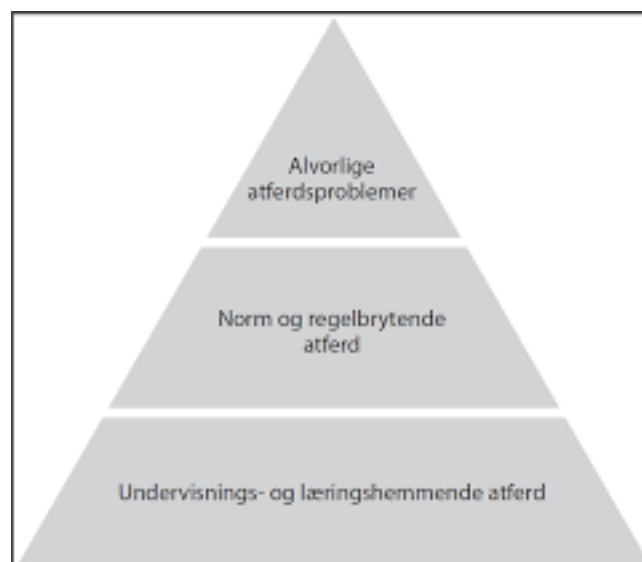 Alvorlige
atferdsproblemer
Norm og regelbrytende
atferd
Undervisnings- og læringshemmende atferd